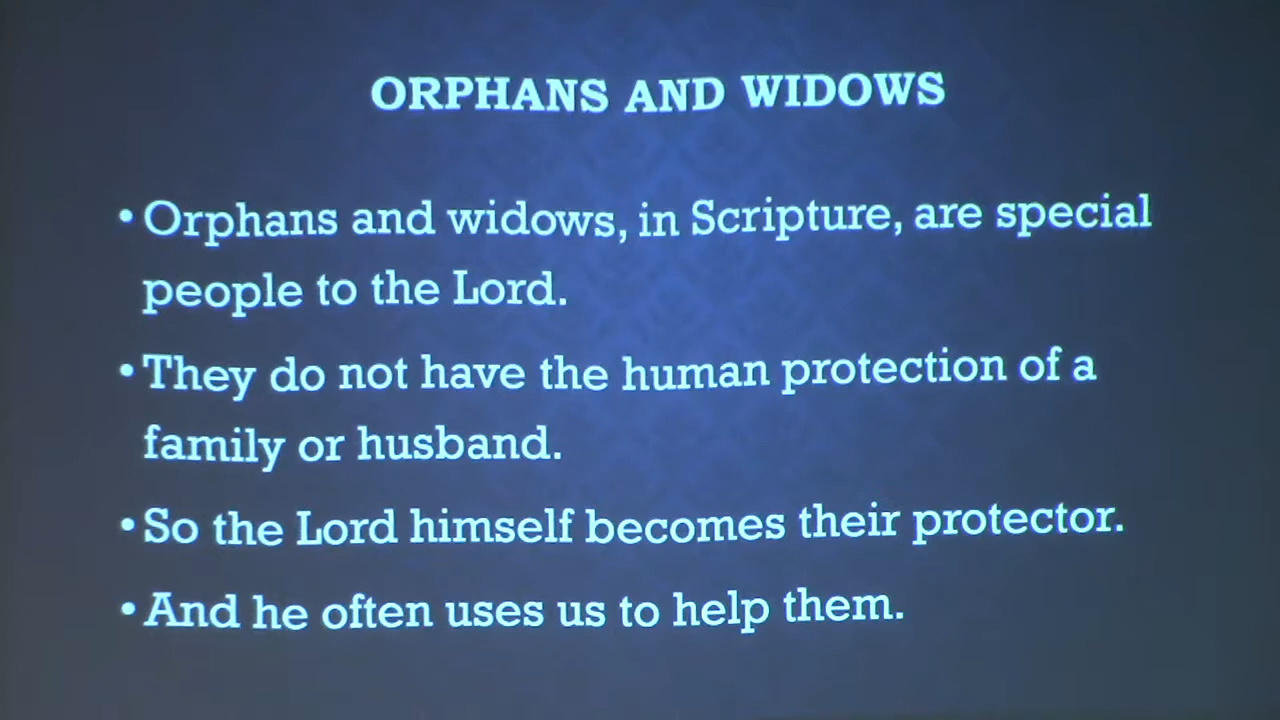 ORPHANS AND WIDOWS
• Orphans and widows, in Scripture, are special
people to the Lord.
• They do not have the human protection of a
family or husband.
• So the Lord himself becomes their protector.
• And he often uses us to help them.